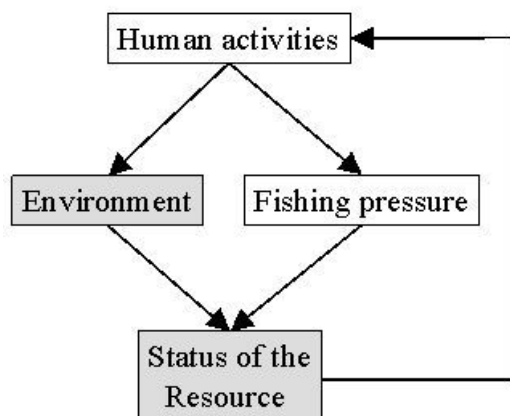 Human activities
Environment
Fishing pressure
Status of the
Resource